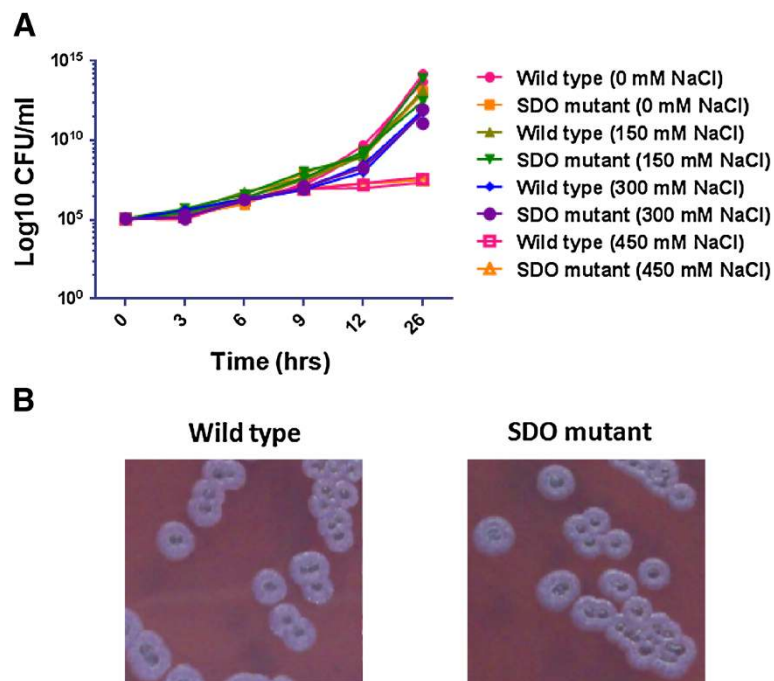 A
Log10 CFU/ml
10^15
10^10
10^5
10^0
0
3
6
9
12
26
Time (hrs)
Wild type (0 mM NaCl)
SDO mutant (0 mM NaCl)
Wild type (150 mM NaCl)
SDO mutant (150 mM NaCl)
Wild type (300 mM NaCl)
SDO mutant (300 mM NaCl)
Wild type (450 mM NaCl)
SDO mutant (450 mM NaCl)
B
Wild type
SDO mutant